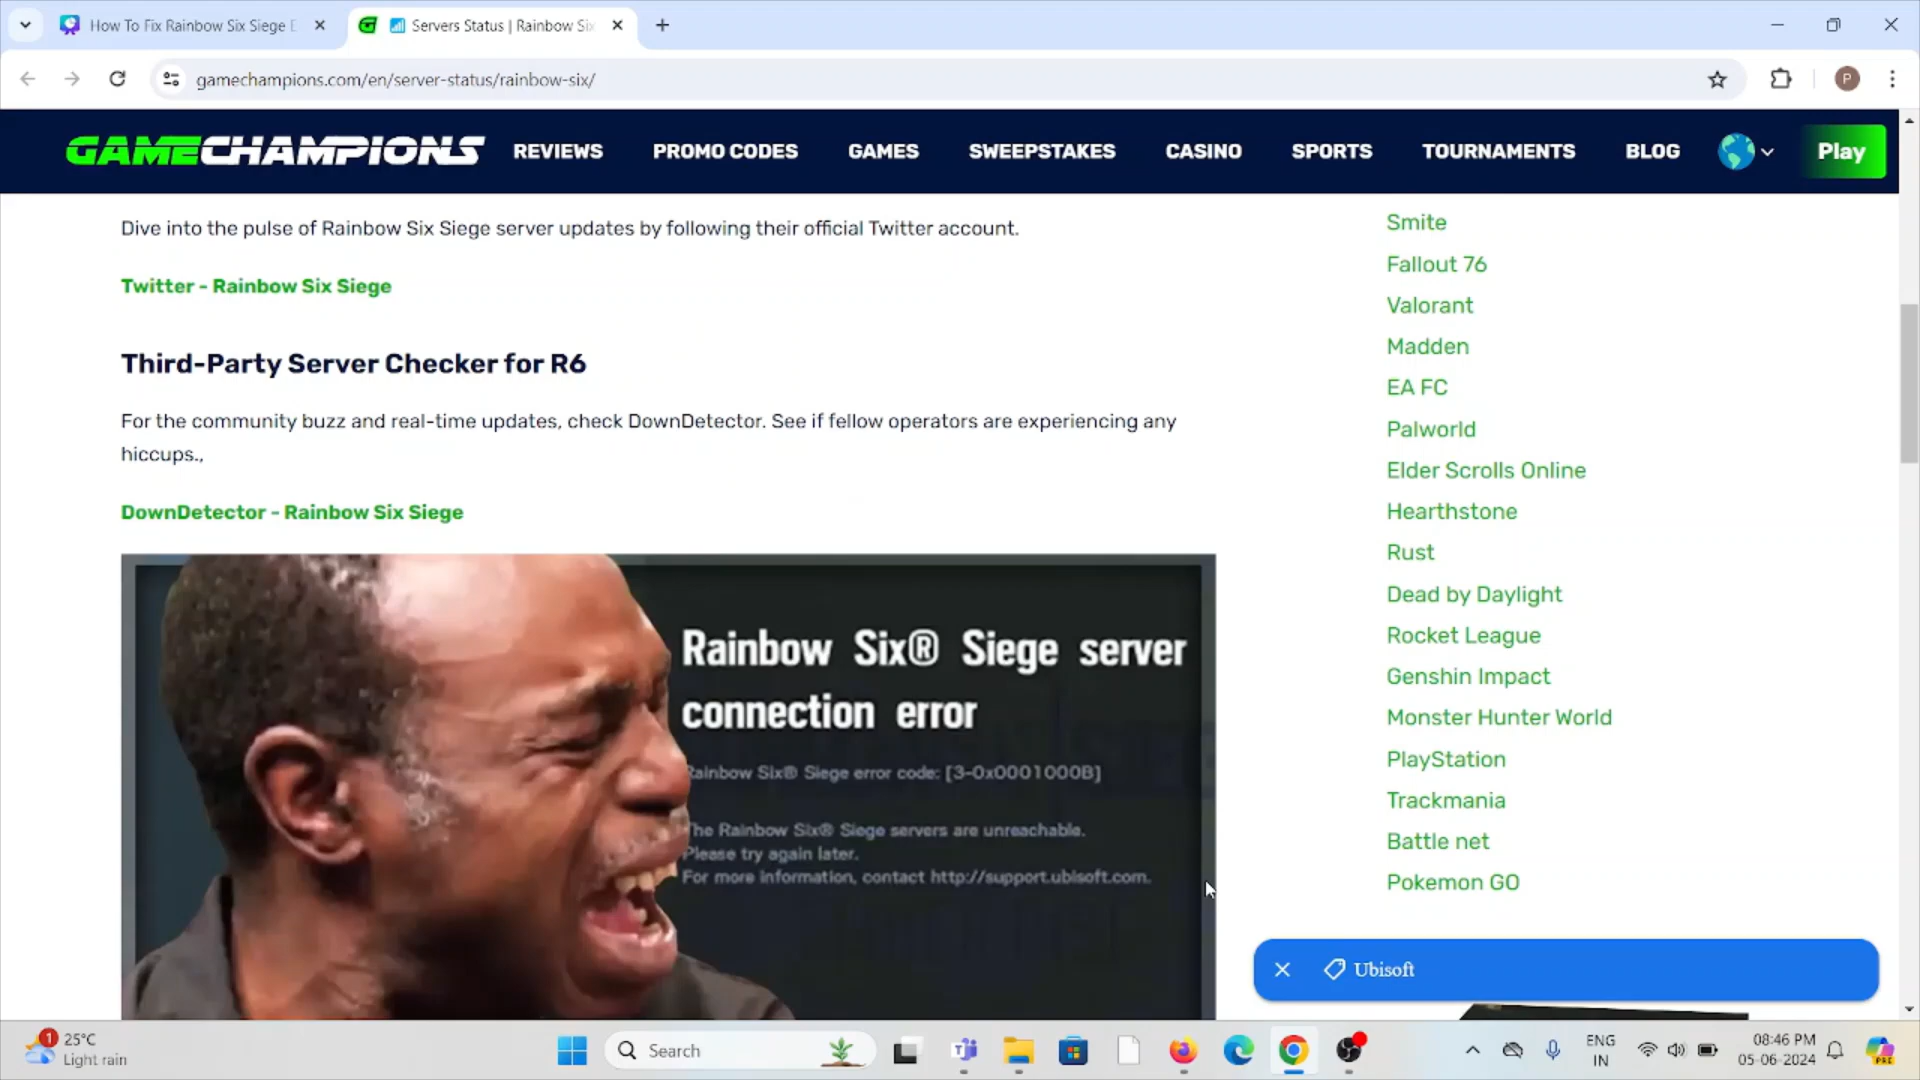 How To Fix Rainbow Six Siege
Servers Status | Rainbow Six
gamechampions.com/en/server-status/rainbow-six/
P
GAMECHAMPIONS
REVIEWS
PROMO CODES
GAMES
SWEEPSTAKES
CASINO
SPORTS
TOURNAMENTS
BLOG
Play
Dive into the pulse of Rainbow Six Siege server updates by following their official Twitter account.
Twitter - Rainbow Six Siege
Third-Party Server Checker for R6
For the community buzz and real-time updates, check DownDetector. See if fellow operators are experiencing any
hiccups.,
DownDetector - Rainbow Six Siege
Rainbow Six® Siege server
connection error
Rainbow Six® Siege error code: [3-0x0001000B]
The Rainbow Six® Siege servers are unreachable.
Please try again later.
For more information, contact http://support.ubisoft.com.
Smite
Fallout 76
Valorant
Madden
EA FC
Palworld
Elder Scrolls Online
Hearthstone
Rust
Dead by Daylight
Rocket League
Genshin Impact
Monster Hunter World
PlayStation
Trackmania
Battle net
Pokemon GO
Ubisoft
1
25°C
Light rain
Search
ENG
IN
08:46 PM
05-06-2024
PRE